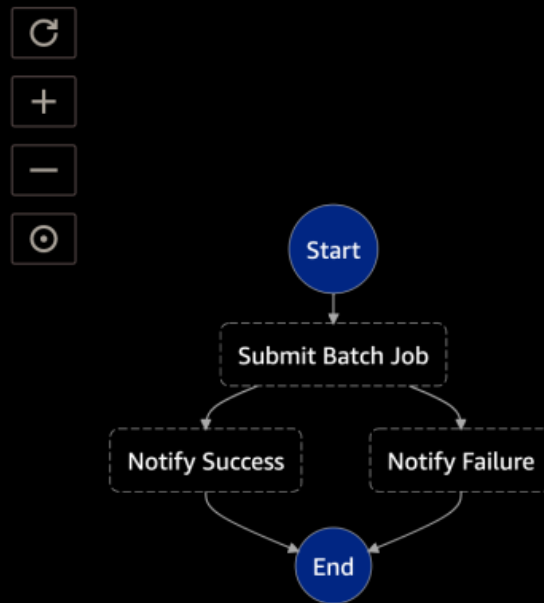 Start
Submit Batch Job
Notify Success
Notify Failure
End